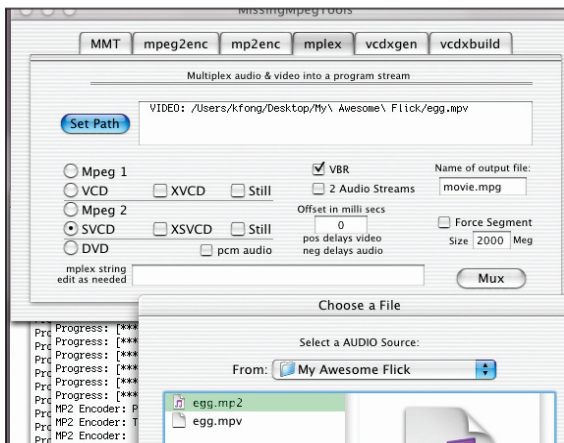 MissingMpegTools
MMT mpeg2enc mp2enc mplex vcdxgen vcdxbuild
Multiplex audio & video into a program stream
Set Path
VIDEO: /Users/kfong/Desktop/My\ Awesome\ Flick/egg.mpv
Mpeg 1
VCD XVCD Still
Mpeg 2
SVCD XSVCD Still
DVD pcm audio
VBR
2 Audio Streams
Offset in milli secs
0
pos delays video
neg delays audio
Name of output file:
movie.mpg
Force Segment
Size 2000 Meg
mplex string
edit as needed
Mux
Choose a File
Select a AUDIO Source:
From: My Awesome Flick
egg.mp2
egg.mpv
Progress: [***
Progress: [***
Progress: [***
Progress: [***
Progress: [***
Progress: [***
MP2 Encoder: P
MP2 Encoder: T
MP2 Encoder: